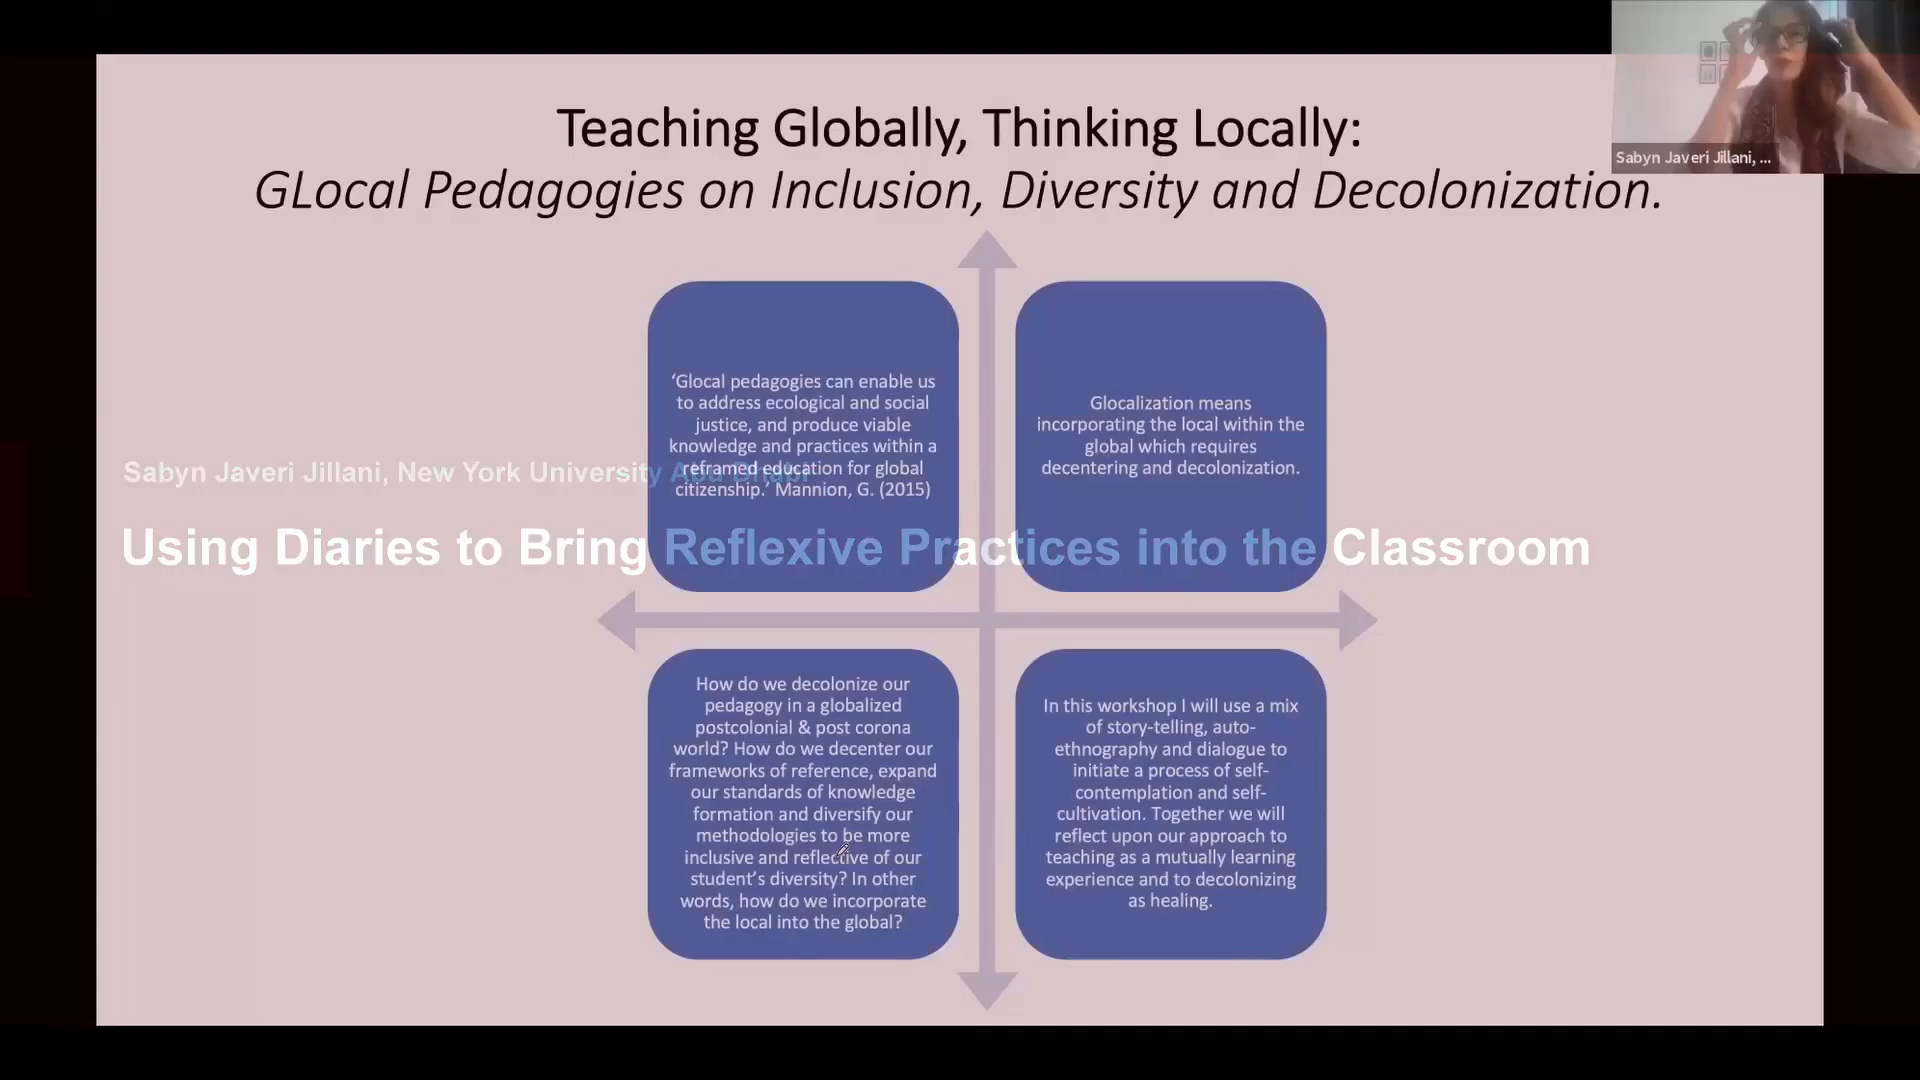 Teaching Globally, Thinking Locally:
GLocal Pedagogies on Inclusion, Diversity and Decolonization.
Sabyn Javeri Jillani, ...
‘Glocal pedagogies can enable us
to address ecological and social
justice, and produce viable
knowledge and practices within a
reframed education for global
citizenship.’ Mannion, G. (2015)
Glocalization means
incorporating the local within the
global which requires
decentering and decolonization.
Sabyn Javeri Jillani, New York University Abu Dhabi
Using Diaries to Bring Reflexive Practices into the Classroom
How do we decolonize our
pedagogy in a globalized
postcolonial & post corona
world? How do we decenter our
frameworks of reference, expand
our standards of knowledge
formation and diversify our
methodologies to be more
inclusive and reflective of our
student’s diversity? In other
words, how do we incorporate
the local into the global?
In this workshop I will use a mix
of story-telling, auto-
ethnography and dialogue to
initiate a process of self-
contemplation and self-
cultivation. Together we will
reflect upon our approach to
teaching as a mutually learning
experience and to decolonizing
as healing.